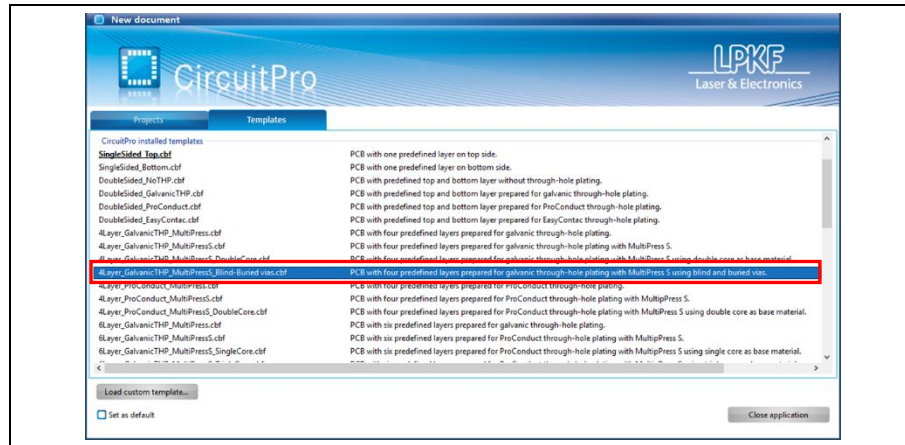 New document
CircuitPro
LPKF
Laser & Electronics
Projects Templates
CircuitPro installed templates
SingleSided_Top.cbf PCB with one predefined layer on top side.
SingleSided_Bottom.cbf PCB with one predefined layer on bottom side.
DoubleSided_NoTHP.cbf PCB with predefined top and bottom layer without through-hole plating.
DoubleSided_GalvanicTHP.cbf PCB with predefined top and bottom layer prepared for galvanic through-hole plating.
DoubleSided_ProConduct.cbf PCB with predefined top and bottom layer prepared for ProConduct through-hole plating.
DoubleSided_EasyContac.cbf PCB with predefined top and bottom layer prepared for EasyContac through-hole plating.
4Layer_GalvanicTHP_MultiPress.cbf PCB with four predefined layers prepared for galvanic through-hole plating.
4Layer_GalvanicTHP_MultiPressS.cbf PCB with four predefined layers prepared for galvanic through-hole plating with MultiPress S.
4Layer_GalvanicTHP_MultiPressS_DoubleCore.cbf PCB with four predefined layers prepared for galvanic through-hole plating with MultiPress S using double core as base material.
4Layer_GalvanicTHP_MultiPressS_Blind-Buried vias.cbf PCB with four predefined layers prepared for galvanic through-hole plating with MultiPress S using blind and buried vias.
4Layer_ProConduct_MultiPress.cbf PCB with four predefined layers prepared for ProConduct through-hole plating.
4Layer_ProConduct_MultiPressS.cbf PCB with four predefined layers prepared for ProConduct through-hole plating with MultipPress S.
4Layer_ProConduct_MultiPressS_DoubleCore.cbf PCB with four predefined layers prepared for ProConduct through-hole plating with MultiPress S using double core as base material.
6Layer_GalvanicTHP_MultiPress.cbf PCB with six predefined layers prepared for galvanic through-hole plating.
6Layer_GalvanicTHP_MultiPressS.cbf PCB with six predefined layers prepared for ProConduct through-hole plating with MultipPress S.
6Layer_GalvanicTHP_MultiPressS_SingleCore.cbf PCB with six predefined layers prepared for ProConduct through-hole plating with MultipPress S using single core as base material.
Load custom template...
Set as default Close application